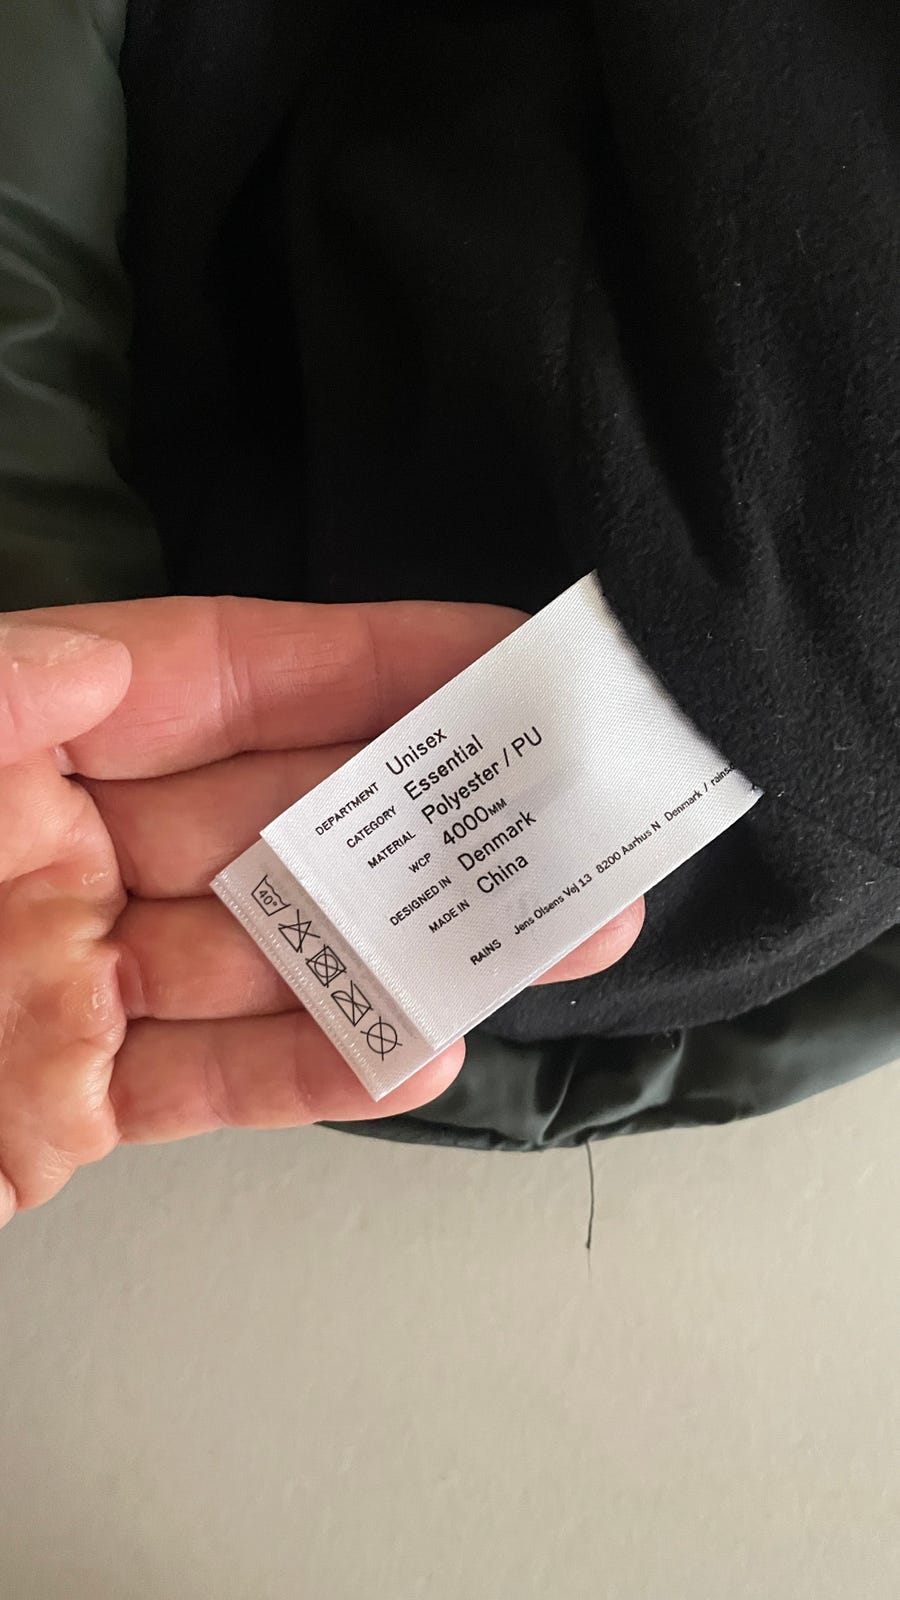 DEPARTMENT Unisex
CATEGORY Essential
MATERIAL Polyester / PU
WCP 4000MM
DESIGNED IN Denmark
MADE IN China
RAINS Jens Olsens Vej 13 8200 Aarhus N Denmark /
40°